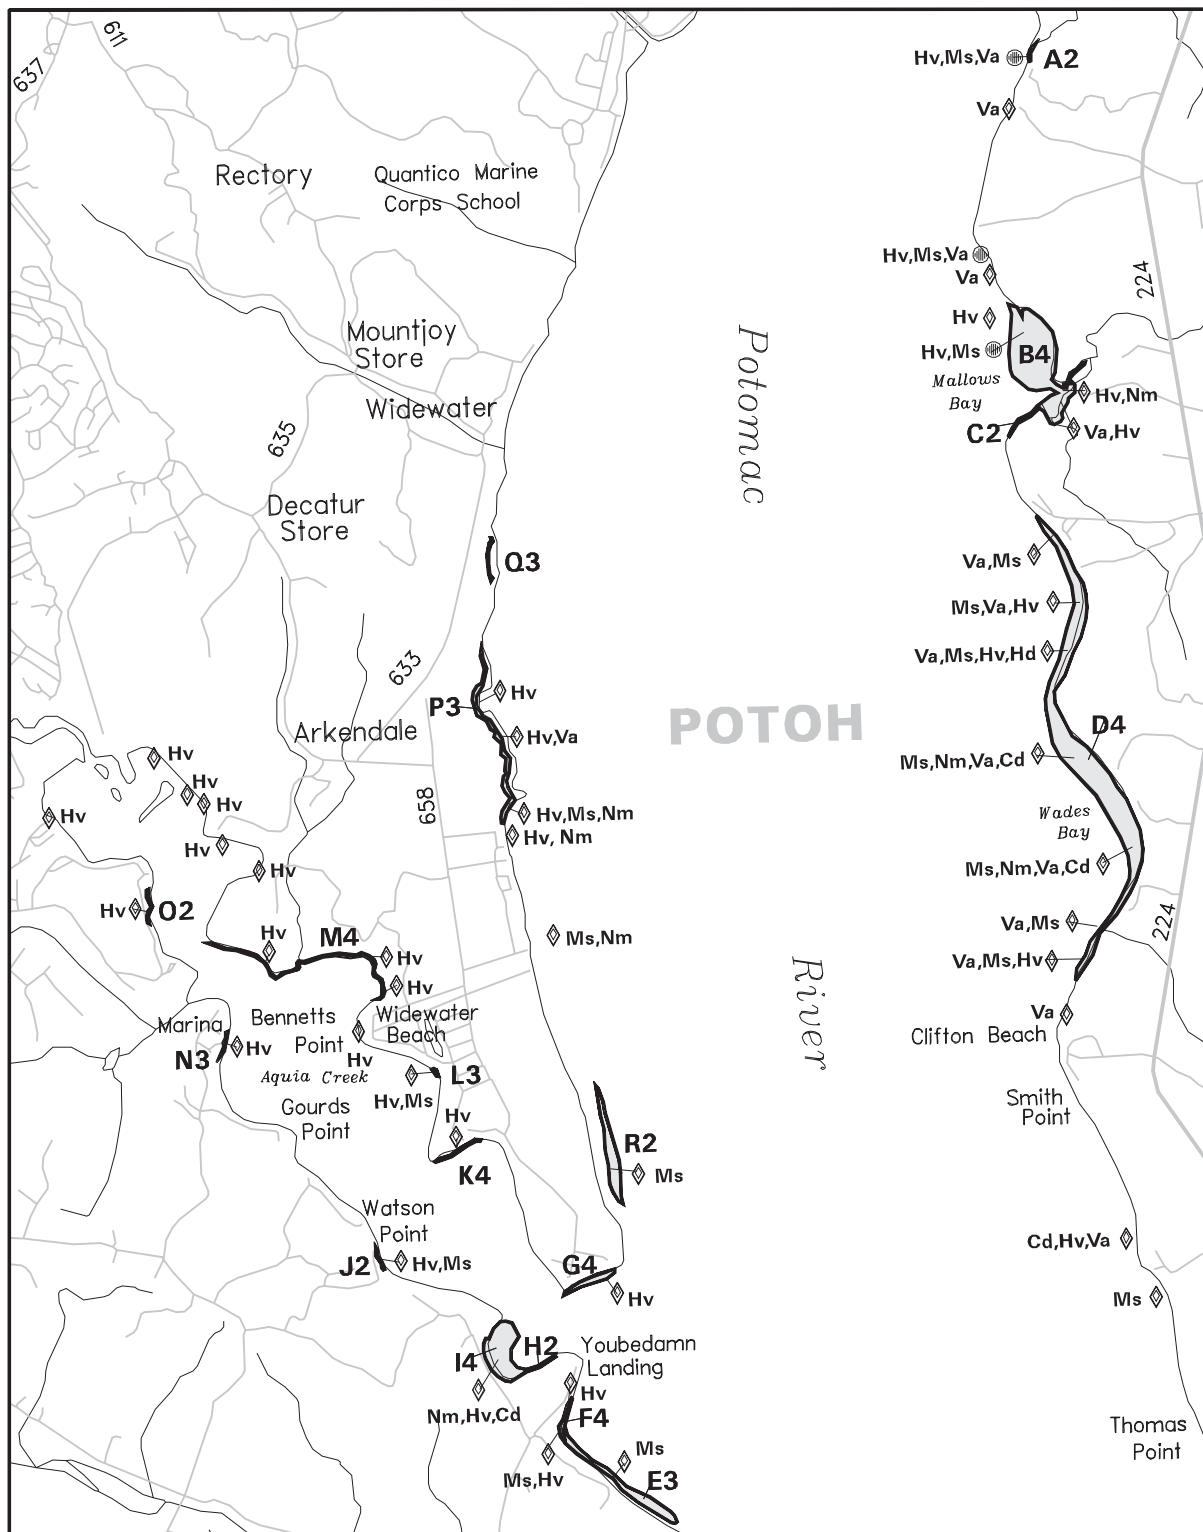 611
637
Hv,Ms,Va
A2
Va
Rectory
Quantico Marine
Corps School
Hv,Ms,Va
Va
224
Hv
Mountjoy
Store
Potomac
Hv,Ms
B4
Mallows
Bay
Hv,Nm
Widewater
C2
Va,Hv
635
Decatur
Store
Q3
Va,Ms
Ms,Va,Hv
Va,Ms,Hv,Hd
633
Hv
P3
POTOH
D4
Arkendale
Hv,Va
Hv
Ms,Nm,Va,Cd
Hv
Hv
658
Hv
Hv,Ms,Nm
Wades
Bay
Hv, Nm
Hv
Hv
Ms,Nm,Va,Cd
Hv
O2
Va,Ms
224
Hv
M4
Hv
Ms,Nm
Va,Ms,Hv
Hv
River
Va
Marina
Bennetts
Point
Widewater
Beach
Clifton Beach
N3
Hv
Hv
Aquia Creek
L3
Hv,Ms
Smith
Point
Gourds
Point
Hv
R2
K4
Ms
Watson
Point
Cd,Hv,Va
J2
Hv,Ms
G4
Hv
Ms
I4
H2
Youbedamn
Landing
Hv
Nm,Hv,Cd
F4
Thomas
Point
Ms
Ms,Hv
E3